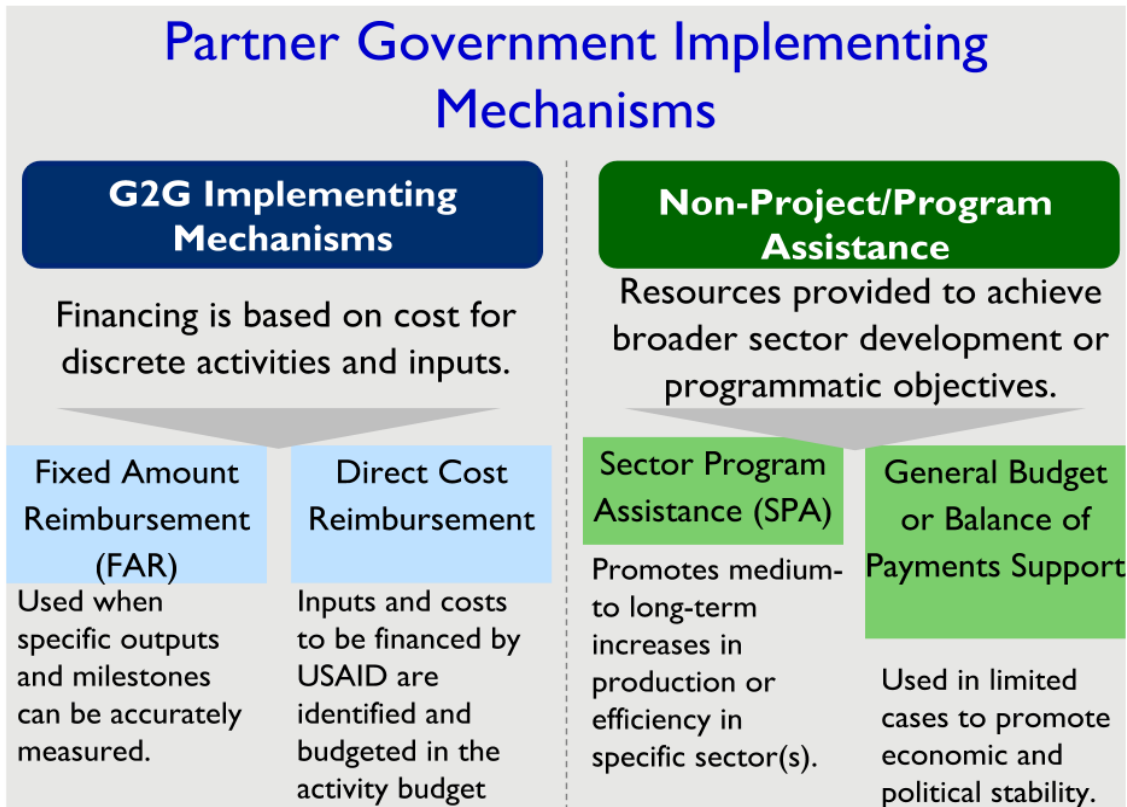 Partner Government Implementing
Mechanisms
G2G Implementing
Mechanisms
Financing is based on cost for
discrete activities and inputs.
Fixed Amount
Reimbursement
(FAR)
Used when
specific outputs
and milestones
can be accurately
measured.
Direct Cost
Reimbursement
Inputs and costs
to be financed by
USAID are
identified and
budgeted in the
activity budget
Non-Project/Program
Assistance
Resources provided to achieve
broader sector development or
programmatic objectives.
Sector Program
Assistance (SPA)
Promotes medium-
to long-term
increases in
production or
efficiency in
specific sector(s).
General Budget
or Balance of
Payments Support
Used in limited
cases to promote
economic and
political stability.